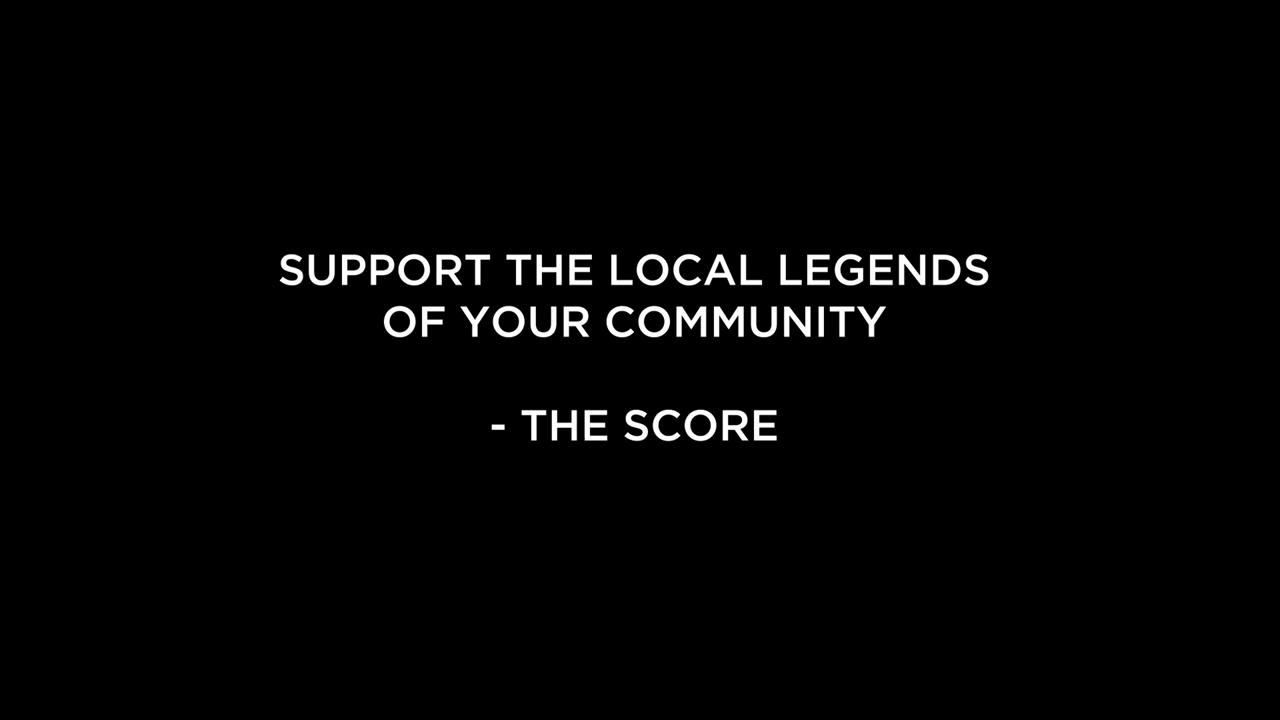 SUPPORT THE LOCAL LEGENDS
OF YOUR COMMUNITY
- THE SCORE